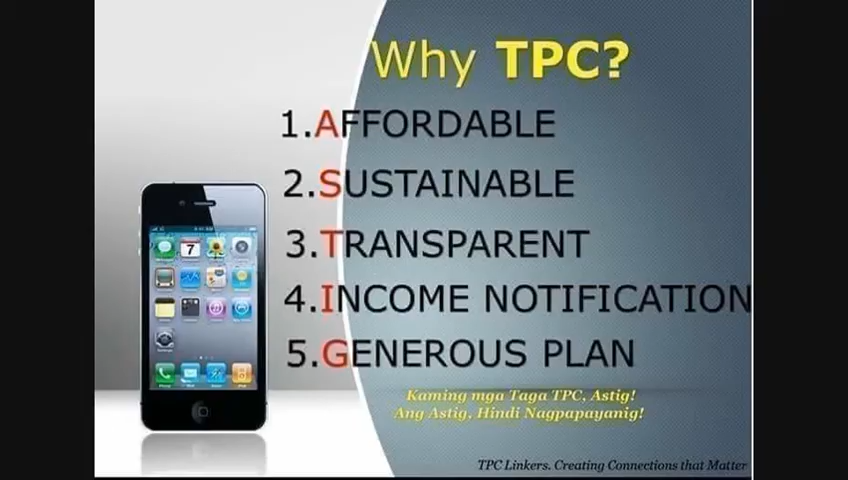 Why TPC?
1.AFFORDABLE
2.SUSTAINABLE
3.TRANSPARENT
4.INCOME NOTIFICATION
5.GENEROUS PLAN
Kaming mga Taga TPC, Astig!
Ang Astig, Hindi Nagpapayanig!
TPC Linkers. Creating Connections that Matter
7